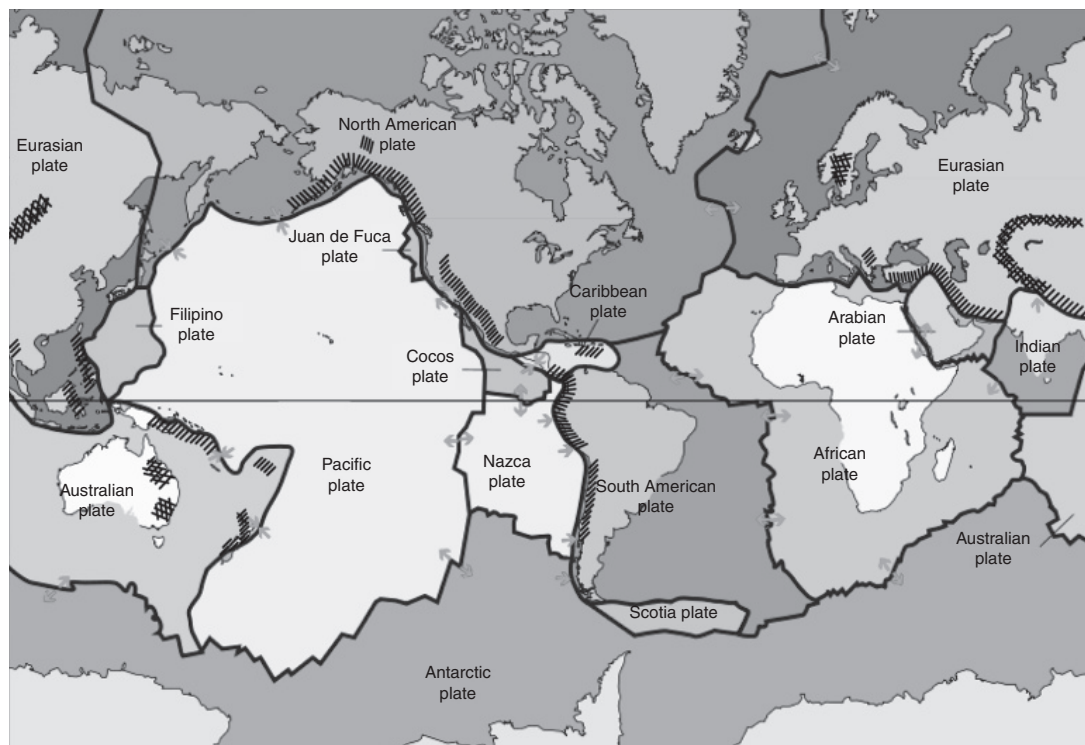 North American
plate
Eurasian
plate
Eurasian
plate
Juan de Fuca
plate
Caribbean
plate
Filipino
plate
Arabian
plate
Indian
plate
Cocos
plate
African
plate
Pacific
plate
Nazca
plate
South American
plate
Australian
plate
Australian
plate
Scotia plate
Antarctic
plate